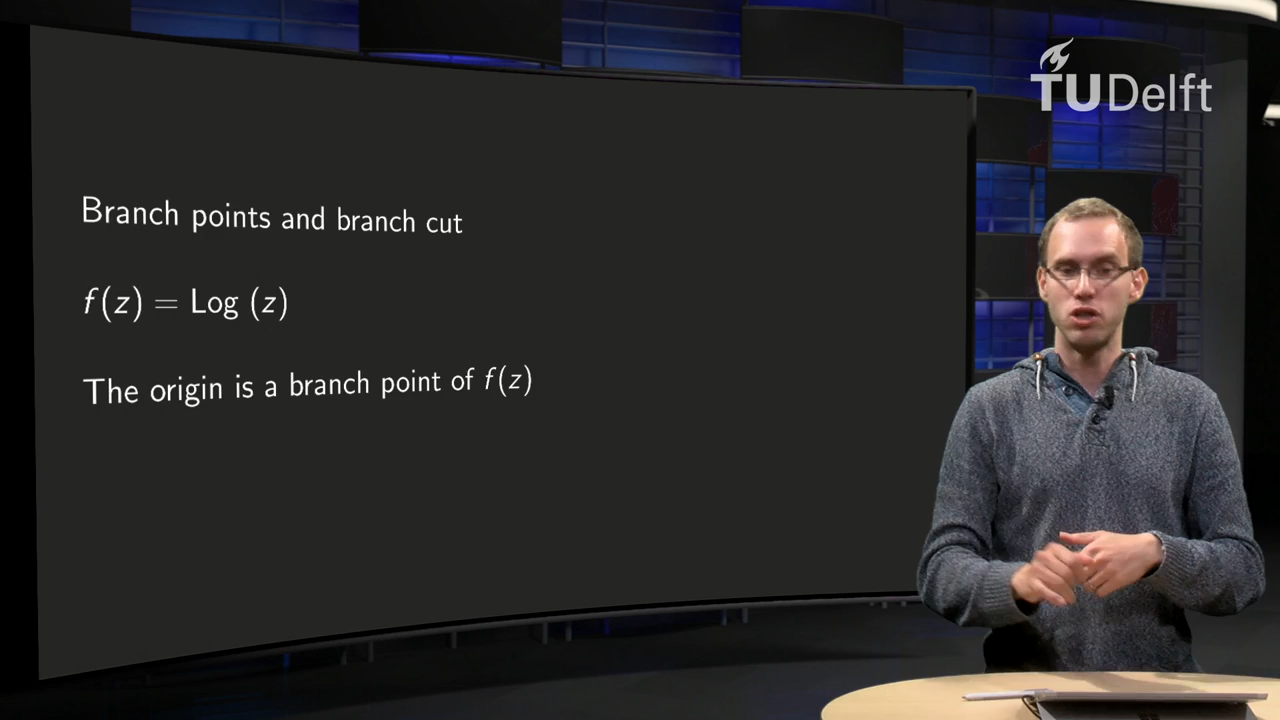 TUDelft
Branch points and branch cut
f(z) = Log (z)
The origin is a branch point of f(z)